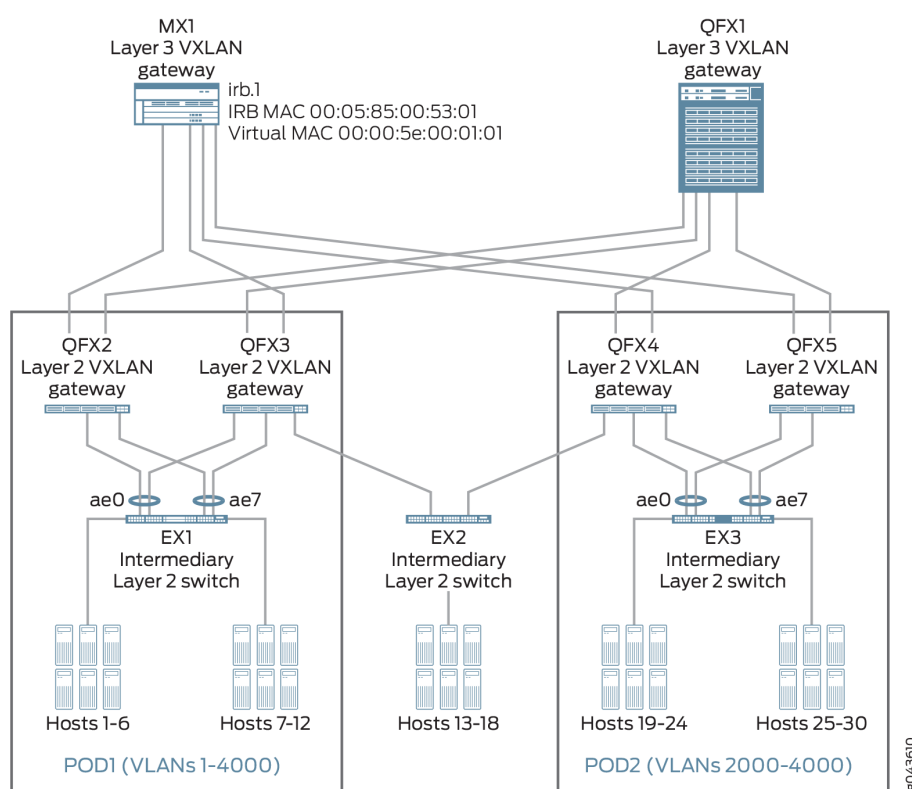 MX1
Layer 3 VXLAN
gateway
irb.1
IRB MAC 00:05:85:00:53:01
Virtual MAC 00:00:5e:00:01:01
QFX1
Layer 3 VXLAN
gateway
QFX2
Layer 2 VXLAN
gateway
QFX3
Layer 2 VXLAN
gateway
QFX4
Layer 2 VXLAN
gateway
QFX5
Layer 2 VXLAN
gateway
ae0
ae7
EX1
Intermediary
Layer 2 switch
EX2
Intermediary
Layer 2 switch
ae0
ae7
EX3
Intermediary
Layer 2 switch
Hosts 1-6
Hosts 7-12
Hosts 13-18
Hosts 19-24
Hosts 25-30
POD1 (VLANs 1-4000)
POD2 (VLANs 2000-4000)
g043910